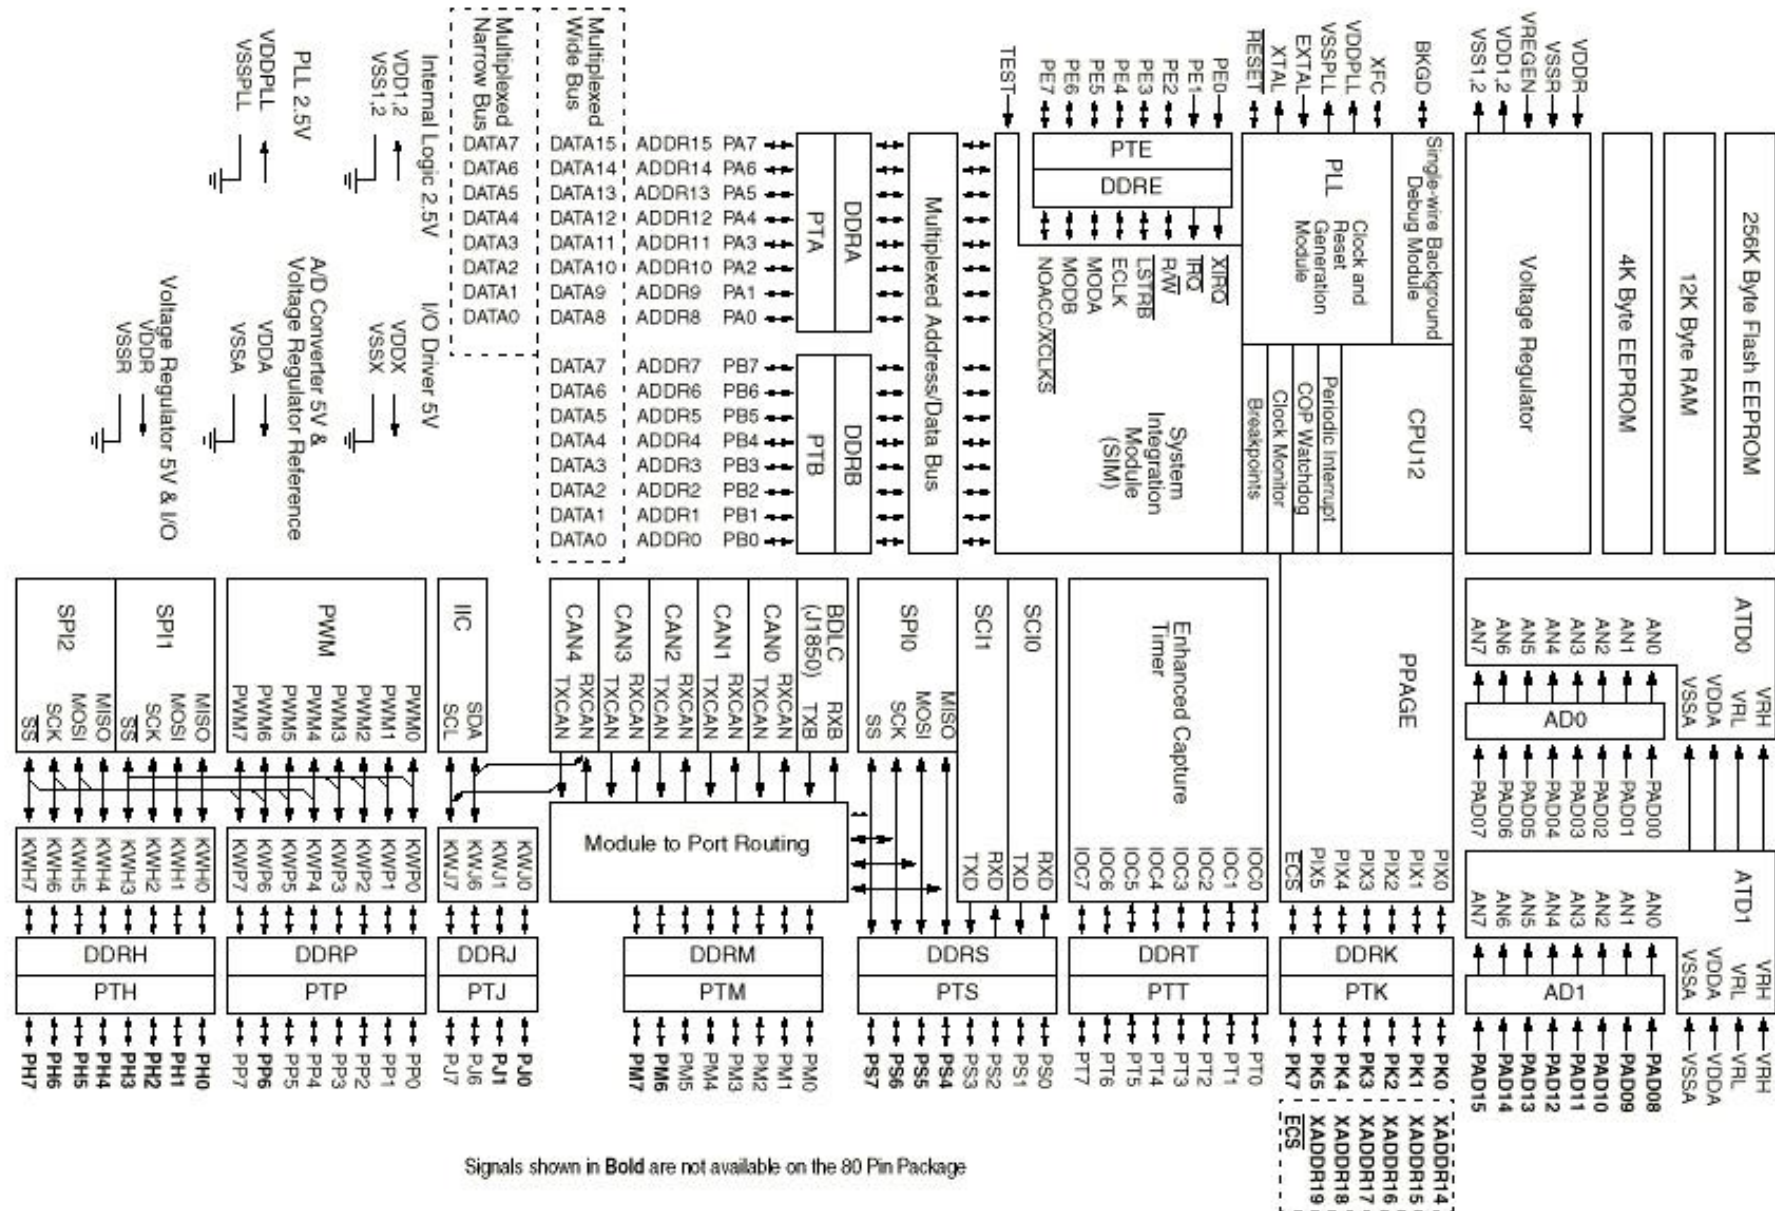 256K Byte Flash EEPROM
12K Byte RAM
4K Byte EEPROM
VDDR
VSSR
VREGEN
VDD1,2
VSS1,2
Voltage Regulator
BKGD
Single-wire Background
Debug Module
CPU12
XFC
VDDPLL
VSSPLL
EXTAL
XTAL
RESET
PLL
Clock and
Reset
Generation
Module
Periodic Interrupt
COP Watchdog
Clock Monitor
Breakpoints
PE0
PE1
PE2
PE3
PE4
PE5
PE6
PE7
TEST
PTE
DDRE
XIRQ
IRQ
R/W
LSTRB
ECLK
MODA
MODB
NOACC/XCLKS
System
Integration
Module
(SIM)
Multiplexed Address/Data Bus
DDRA
PTA
DDRB
PTB
PA7
PA6
PA5
PA4
PA3
PA2
PA1
PA0
PB7
PB6
PB5
PB4
PB3
PB2
PB1
PB0
ADDR15
ADDR14
ADDR13
ADDR12
ADDR11
ADDR10
ADDR9
ADDR8
ADDR7
ADDR6
ADDR5
ADDR4
ADDR3
ADDR2
ADDR1
ADDR0
Multiplexed
Wide Bus
DATA15
DATA14
DATA13
DATA12
DATA11
DATA10
DATA9
DATA8
DATA7
DATA6
DATA5
DATA4
DATA3
DATA2
DATA1
DATA0
Multiplexed
Narrow Bus
DATA7
DATA6
DATA5
DATA4
DATA3
DATA2
DATA1
DATA0
Internal Logic 2.5V
VDD1,2
VSS1,2
I/O Driver 5V
VDDX
VSSX
PLL 2.5V
VDDPLL
VSSPLL
A/D Converter 5V &
Voltage Regulator Reference
VDDA
VSSA
Voltage Regulator 5V & I/O
VDDR
VSSR
ATD0
VRH
VRL
VDDA
VSSA
AN0
AN1
AN2
AN3
AN4
AN5
AN6
AN7
AD0
PAD00
PAD01
PAD02
PAD03
PAD04
PAD05
PAD06
PAD07
ATD1
VRH
VRL
VDDA
VSSA
AN0
AN1
AN2
AN3
AN4
AN5
AN6
AN7
AD1
VRH
VRL
VDDA
VSSA
PAD08
PAD09
PAD10
PAD11
PAD12
PAD13
PAD14
PAD15
PPAGE
PIX0
PIX1
PIX2
PIX3
PIX4
PIX5
ECS
DDRK
PTK
PK0
PK1
PK2
PK3
PK4
PK5
PK7
XADDR14
XADDR15
XADDR16
XADDR17
XADDR18
XADDR19
ECS
Enhanced Capture
Timer
IOC0
IOC1
IOC2
IOC3
IOC4
IOC5
IOC6
IOC7
DDRT
PTT
PT0
PT1
PT2
PT3
PT4
PT5
PT6
PT7
SCI0
RXD
TXD
SCI1
RXD
TXD
SPI0
MISO
MOSI
SCK
SS
DDRS
PTS
PS0
PS1
PS2
PS3
PS4
PS5
PS6
PS7
BDLC
(J1850)
RXB
TXB
CAN0
RXCAN
TXCAN
CAN1
RXCAN
TXCAN
CAN2
RXCAN
TXCAN
CAN3
RXCAN
TXCAN
CAN4
RXCAN
TXCAN
Module to Port Routing
DDRM
PTM
PM0
PM1
PM2
PM3
PM4
PM5
PM6
PM7
IIC
SDA
SCL
KWJ0
KWJ1
KWJ6
KWJ7
DDRJ
PTJ
PJ0
PJ1
PJ6
PJ7
PWM
PWM0
PWM1
PWM2
PWM3
PWM4
PWM5
PWM6
PWM7
KWP0
KWP1
KWP2
KWP3
KWP4
KWP5
KWP6
KWP7
DDRP
PTP
PP0
PP1
PP2
PP3
PP4
PP5
PP6
PP7
SPI1
MISO
MOSI
SCK
SS
SPI2
MISO
MOSI
SCK
SS
KWH0
KWH1
KWH2
KWH3
KWH4
KWH5
KWH6
KWH7
DDRH
PTH
PH0
PH1
PH2
PH3
PH4
PH5
PH6
PH7
Signals shown in Bold are not available on the 80 Pin Package